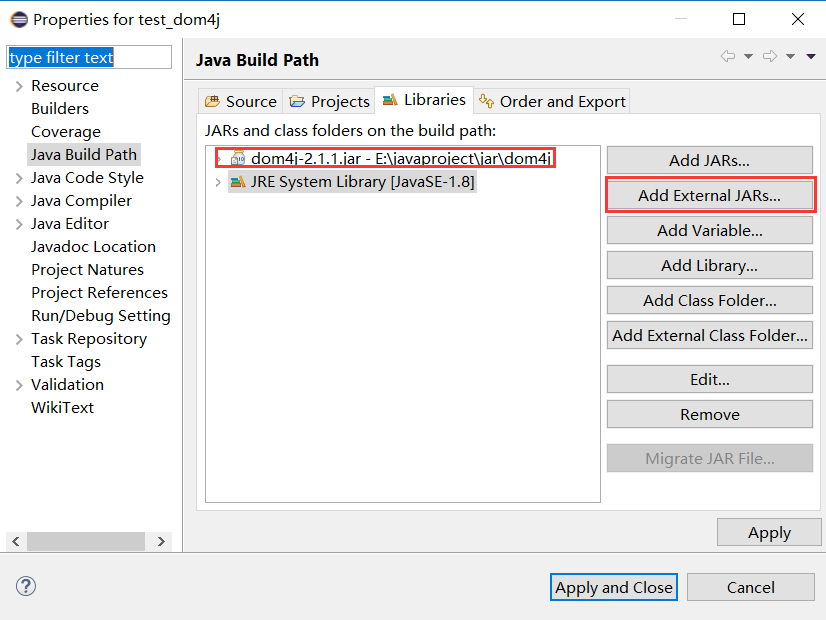 Properties for test_dom4j
type filter text
Resource
Builders
Coverage
Java Build Path
Java Code Style
Java Compiler
Java Editor
Javadoc Location
Project Natures
Project References
Run/Debug Setting
Task Repository
Task Tags
Validation
WikiText
Java Build Path
Source
Projects
Libraries
Order and Export
JARs and class folders on the build path:
dom4j-2.1.1.jar - E:\javaproject\jar\dom4j
JRE System Library [JavaSE-1.8]
Add JARs...
Add External JARs...
Add Variable...
Add Library...
Add Class Folder...
Add External Class Folder...
Edit...
Remove
Migrate JAR File...
Apply
Apply and Close
Cancel